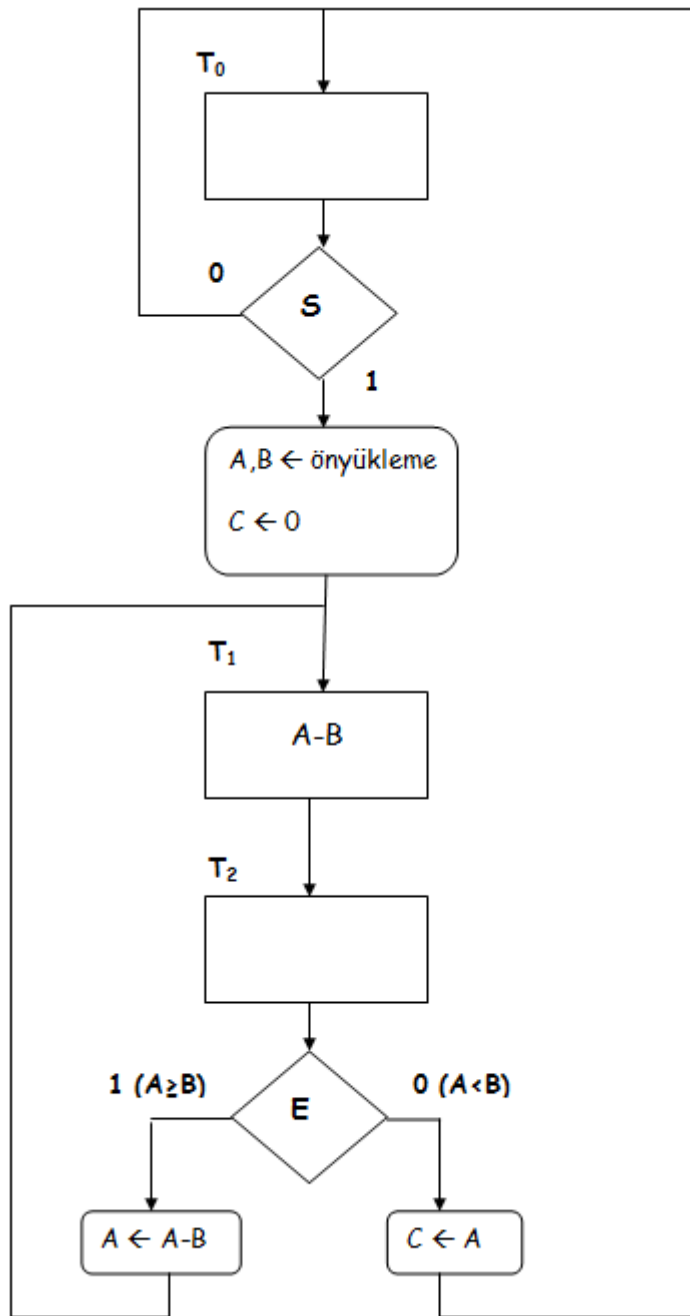 T₀
0
S
1
A,B ← önyükleme
C ← 0
T₁
A-B
T₂
1 (A≥B)
0 (A<B)
E
A ← A-B
C ← A